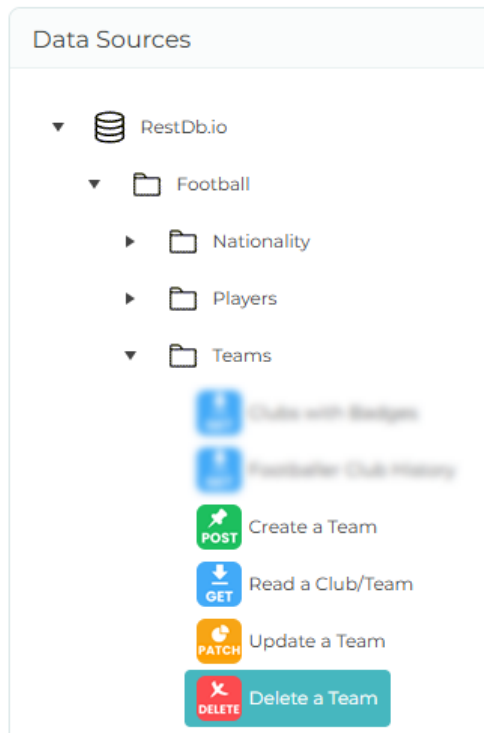 Data Sources
RestDb.io
Football
Nationality
Players
Teams
POST Create a Team
GET Read a Club/Team
PATCH Update a Team
DELETE Delete a Team